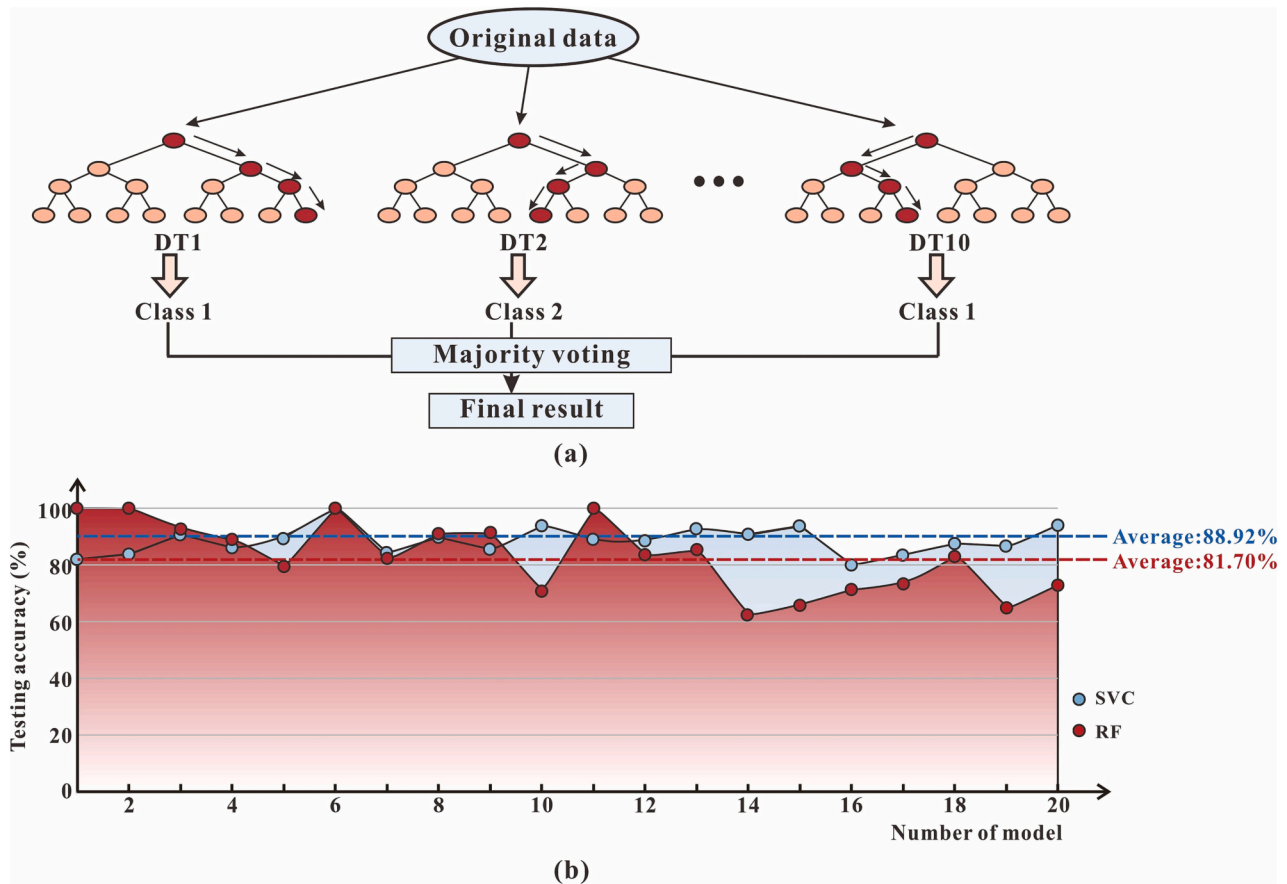 Original data
DT1 DT2 DT10
Class 1 Class 2 Class 1
Majority voting
Final result
(a)
Testing accuracy (%)
100
80
60
40
20
0
Average:88.92%
Average:81.70%
SVC
RF
2 4 6 8 10 12 14 16 18 20
Number of model
(b)